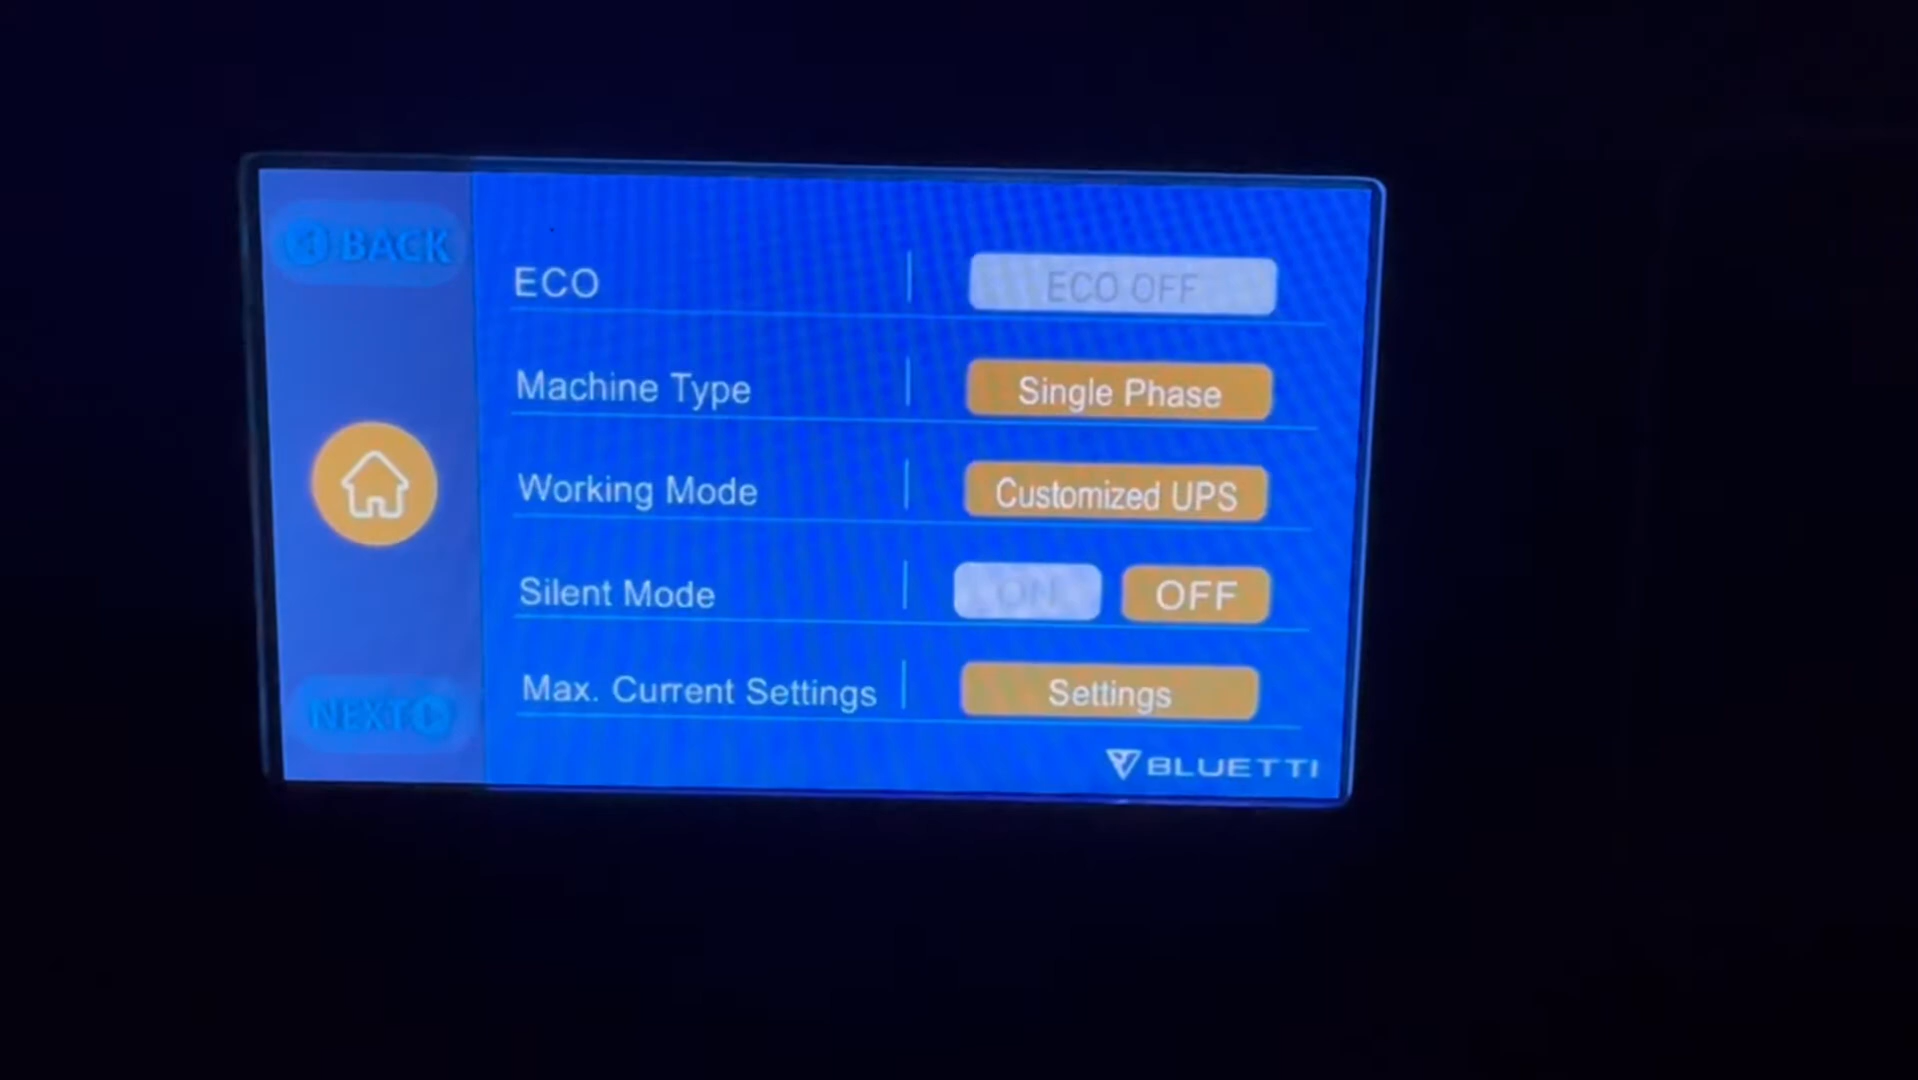 BACK
ECO
ECO OFF
Machine Type
Single Phase
Working Mode
Customized UPS
Silent Mode
ON
OFF
Max. Current Settings
Settings
NEXT
BLUETTI